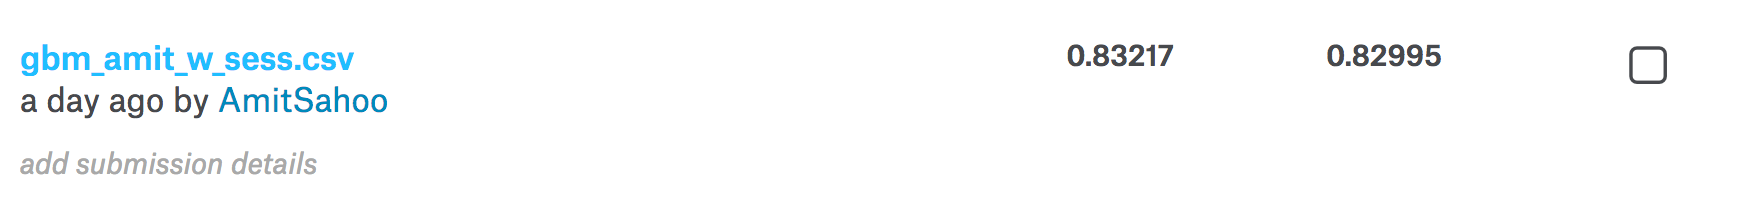 gbm_amit_w_sess.csv 0.83217 0.82995
a day ago by AmitSahoo
add submission details